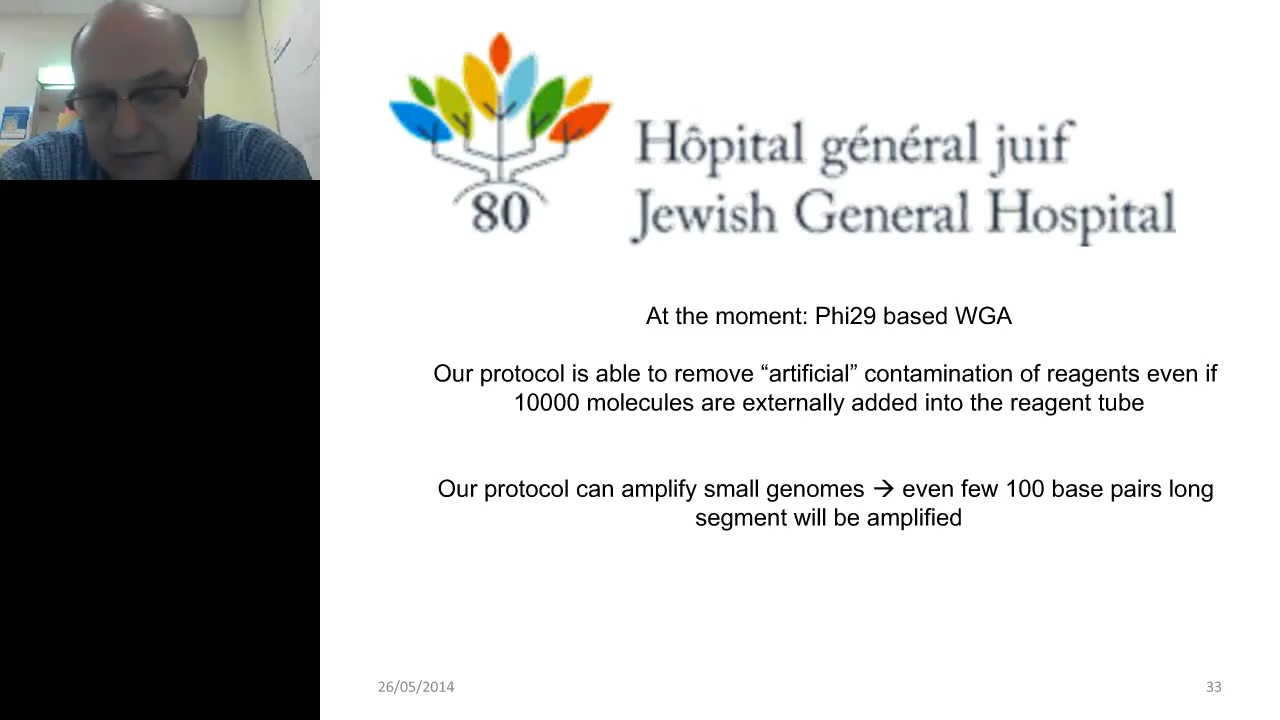 80
Hôpital général juif
Jewish General Hospital
At the moment: Phi29 based WGA
Our protocol is able to remove “artificial” contamination of reagents even if
10000 molecules are externally added into the reagent tube
Our protocol can amplify small genomes → even few 100 base pairs long
segment will be amplified
26/05/2014
33